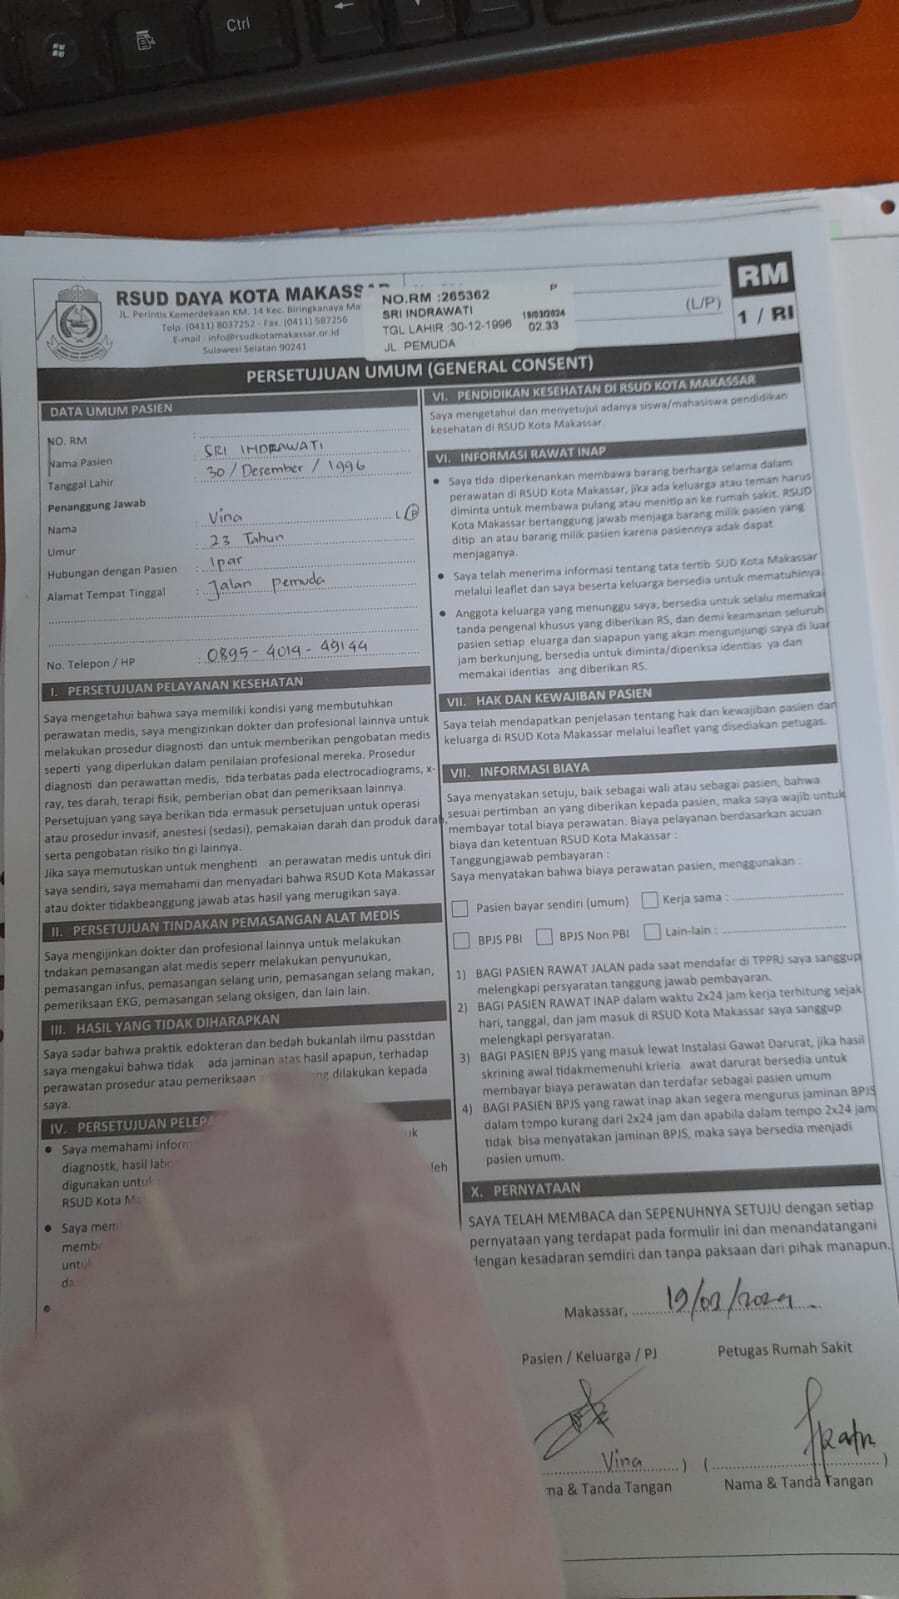 Ctrl
RSUD DAYA KOTA MAKASS
JL. Perintis Kemerdekaan KM. 14 Kec. Biringkanaya Ma
Telp. (0411) 8037252 - Fax. (0411) 587256
E-mail : info@rsudkotamakassar.or.id
Sulawesi Selatan 90241
NO.RM :265362 P
SRI INDRAWATI 19/03/2024
TGL LAHIR :30-12-1996 02.33
JL. PEMUDA
(L/P)
RM
1 / RI
PERSETUJUAN UMUM (GENERAL CONSENT)
DATA UMUM PASIEN
NO. RM :
Nama Pasien : SRI INDRAWATI
Tanggal Lahir : 30 / Desember / 1996
Penanggung Jawab
Nama : Vina L/P
Umur : 23 Tahun
Hubungan dengan Pasien : Ipar
Alamat Tempat Tinggal : Jalan pemuda
No. Telepon / HP : 0895 - 4014 - 49144
I. PERSETUJUAN PELAYANAN KESEHATAN
Saya mengetahui bahwa saya memiliki kondisi yang membutuhkan
perawatan medis, saya mengizinkan dokter dan profesional lainnya untuk
melakukan prosedur diagnosti dan untuk memberikan pengobatan medis
seperti yang diperlukan dalam penilaian profesional mereka. Prosedur
diagnosti dan perawattan medis, tida terbatas pada electrocadiograms, x-
ray, tes darah, terapi fisik, pemberian obat dan pemeriksaan lainnya.
Persetujuan yang saya berikan tida ermasuk persetujuan untuk operasi
atau prosedur invasif, anestesi (sedasi), pemakaian darah dan produk darah,
serta pengobatan risiko tin gi lainnya.
Jika saya memutuskan untuk menghenti an perawatan medis untuk diri
saya sendiri, saya memahami dan menyadari bahwa RSUD Kota Makassar
atau dokter tidakbeanggung jawab atas hasil yang merugikan saya.
II. PERSETUJUAN TINDAKAN PEMASANGAN ALAT MEDIS
Saya mengijinkan dokter dan profesional lainnya untuk melakukan
tndakan pemasangan alat medis seperr melakukan penyunukan,
pemasangan infus, pemasangan selang urin, pemasangan selang makan,
pemeriksaan EKG, pemasangan selang oksigen, dan lain lain.
III. HASIL YANG TIDAK DIHARAPKAN
Saya sadar bahwa praktik edokteran dan bedah bukanlah ilmu passtdan
saya mengakui bahwa tidak ada jaminan atas hasil apapun, terhadap
perawatan prosedur atau pemeriksaan dilakukan kepada
saya.
IV. PERSETUJUAN PELEPA
Saya memahami inform uk
diagnostk, hasil labo leh
digunakan untuk
RSUD Kota Ma
Saya mem
memb
untu
da
VI. PENDIDIKAN KESEHATAN DI RSUD KOTA MAKASSAR
Saya mengetahui dan menyetujui adanya siswa/mahasiswa pendidikan
kesehatan di RSUD Kota Makassar.
VI. INFORMASI RAWAT INAP
Saya tida diperkenankan membawa barang berharga selama dalam
perawatan di RSUD Kota Makassar, jika ada keluarga atau teman harus
diminta untuk membawa pulang atau menitip an ke rumah sakit. RSUD
Kota Makassar bertanggung jawab menjaga barang milik pasien yang
ditip an atau barang milik pasien karena pasiennya adak dapat
menjaganya.
Saya telah menerima informasi tentang tata tertib SUD Kota Makassar
melalui leaflet dan saya beserta keluarga bersedia untuk mematuhinya
Anggota keluarga yang menunggu saya, bersedia untuk selalu memakai
tanda pengenal khusus yang diberikan RS, dan demi keamanan seluruh
pasien setiap eluarga dan siapapun yang akan mengunjungi saya di luar
jam berkunjung, bersedia untuk diminta/diperiksa identias ya dan
memakai identias ang diberikan RS.
VII. HAK DAN KEWAJIBAN PASIEN
Saya telah mendapatkan penjelasan tentang hak dan kewajiban pasien dan
keluarga di RSUD Kota Makassar melalui leaflet yang disediakan petugas.
VII. INFORMASI BIAYA
Saya menyatakan setuju, baik sebagai wali atau sebagai pasien, bahwa
sesuai pertimban an yang diberikan kepada pasien, maka saya wajib untuk
membayar total biaya perawatan. Biaya pelayanan berdasarkan acuan
biaya dan ketentuan RSUD Kota Makassar :
Tanggungjawab pembayaran :
Saya menyatakan bahwa biaya perawatan pasien, menggunakan :
Pasien bayar sendiri (umum) Kerja sama :
BPJS PBI BPJS Non PBI Lain-lain :
1) BAGI PASIEN RAWAT JALAN pada saat mendafar di TPPRJ saya sanggup
melengkapi persyaratan tanggung jawab pembayaran.
2) BAGI PASIEN RAWAT INAP dalam waktu 2x24 jam kerja terhitung sejak
hari, tanggal, dan jam masuk di RSUD Kota Makassar saya sanggup
melengkapi persyaratan.
3) BAGI PASIEN BPJS yang masuk lewat Instalasi Gawat Darurat, jika hasil
skrining awal tidakmemenuhi krieria awat darurat bersedia untuk
membayar biaya perawatan dan terdafar sebagai pasien umum
4) BAGI PASIEN BPJS yang rawat inap akan segera mengurus jaminan BPJS
dalam tempo kurang dari 2x24 jam dan apabila dalam tempo 2x24 jam
tidak bisa menyatakan jaminan BPJS, maka saya bersedia menjadi
pasien umum.
X. PERNYATAAN
SAYA TELAH MEMBACA dan SEPENUHNYA SETUJU dengan setiap
pernyataan yang terdapat pada formulir ini dan menandatangani
dengan kesadaran semdiri dan tanpa paksaan dari pihak manapun.
Makassar, 19/03/2024
Pasien / Keluarga / PJ Petugas Rumah Sakit
Vina ) ( )
ma & Tanda Tangan Nama & Tanda Tangan